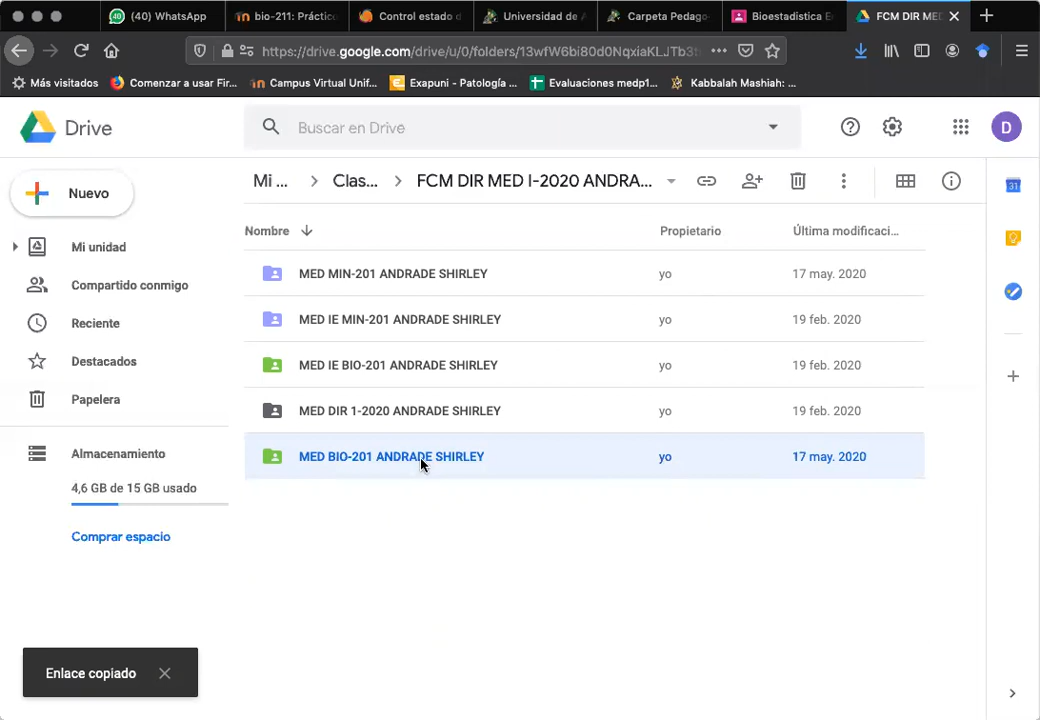 (40) WhatsApp
bio-211: Práctic
Control estado d
Universidad de A
Carpeta Pedago
Bioestadística E
FCM DIR MED
https://drive.google.com/drive/u/0/folders/13wfW6bi80d0NqxiaKLJTb3
Más visitados
Comenzar a usar Fir...
Campus Virtual Unif...
Exapuni - Patología ...
Evaluaciones medp1...
Kabbalah Mashiah: ...
Drive
Buscar en Drive
D
Nuevo
Mi ...
Clas...
FCM DIR MED I-2020 ANDRA...
Nombre
Propietario
Última modificaci...
Mi unidad
Compartido conmigo
Reciente
Destacados
Papelera
Almacenamiento
4,6 GB de 15 GB usado
Comprar espacio
MED MIN-201 ANDRADE SHIRLEY yo 17 may. 2020
MED IE MIN-201 ANDRADE SHIRLEY yo 19 feb. 2020
MED IE BIO-201 ANDRADE SHIRLEY yo 19 feb. 2020
MED DIR 1-2020 ANDRADE SHIRLEY yo 19 feb. 2020
MED BIO-201 ANDRADE SHIRLEY yo 17 may. 2020
31
Enlace copiado